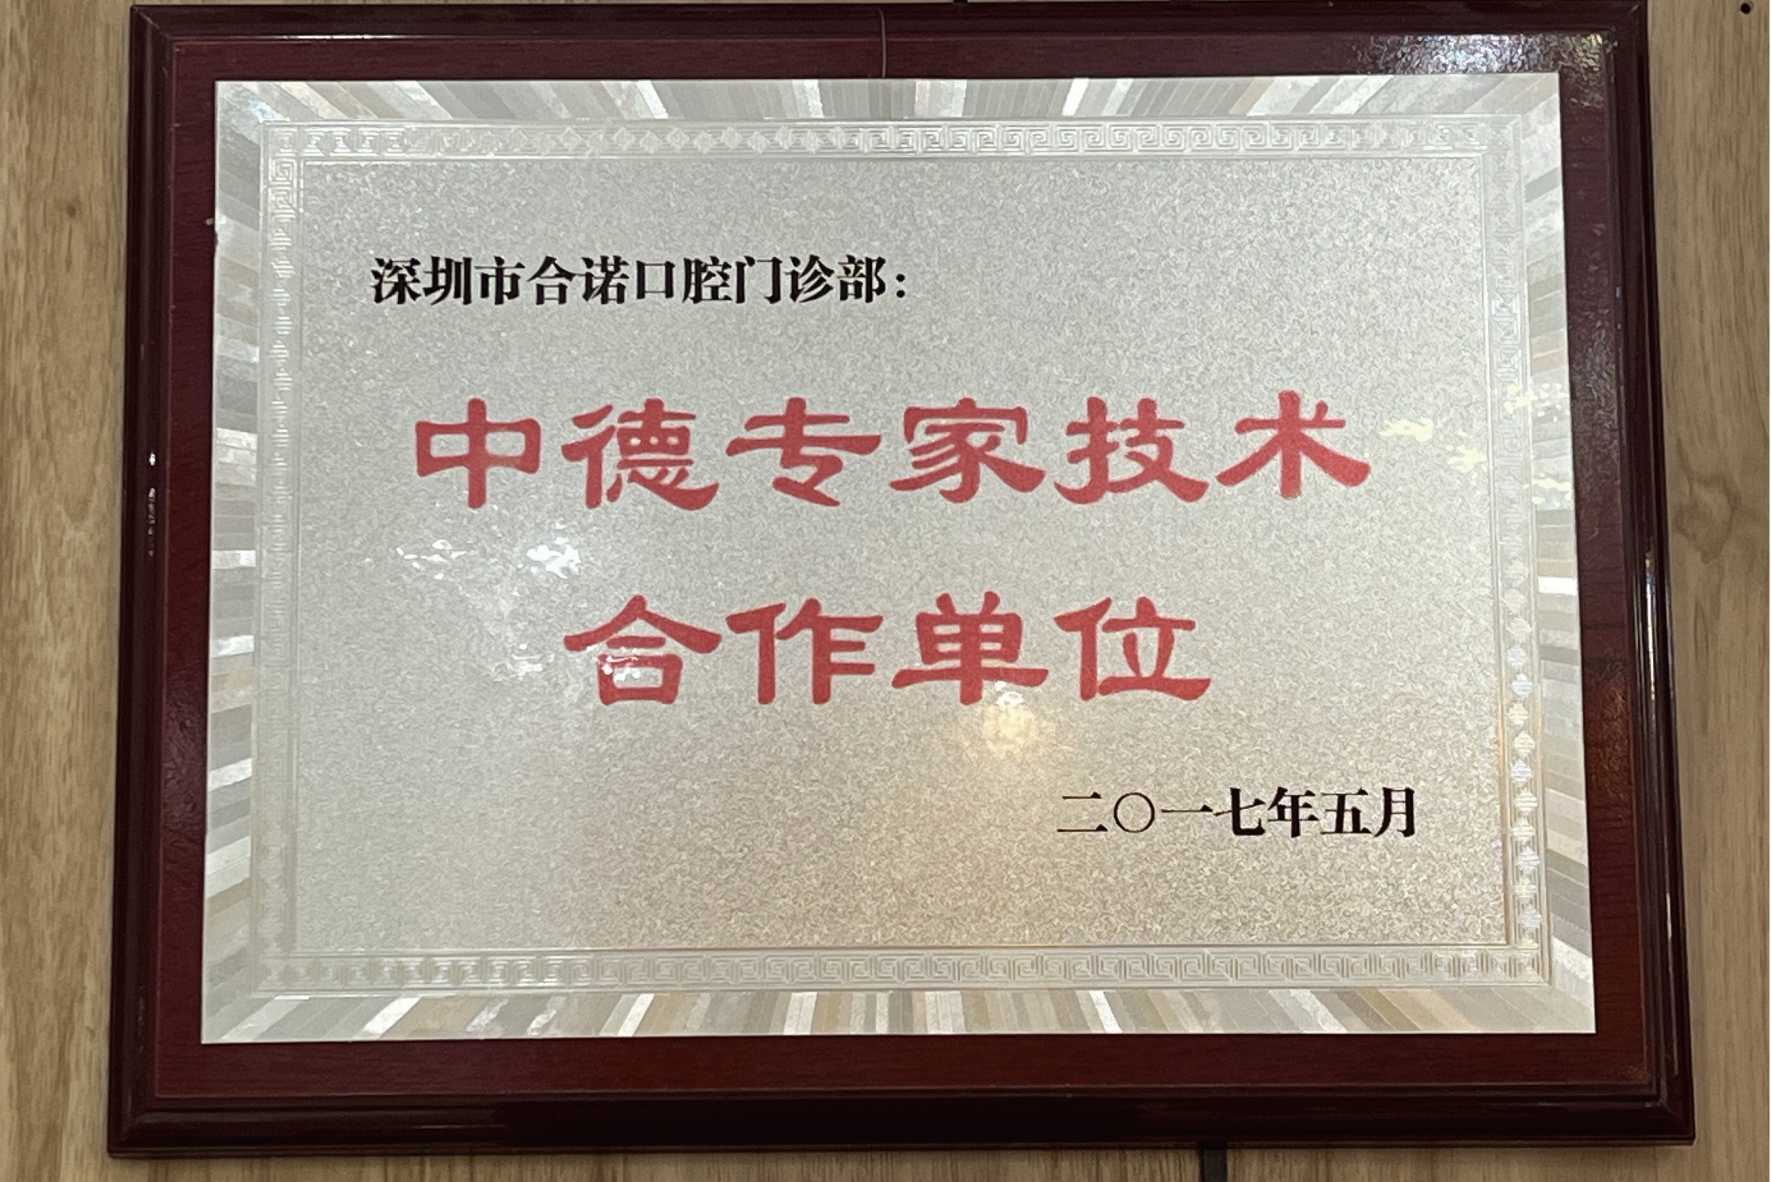 深圳市合诺口腔门诊部：
中德专家技术
合作单位
二〇一七年五月